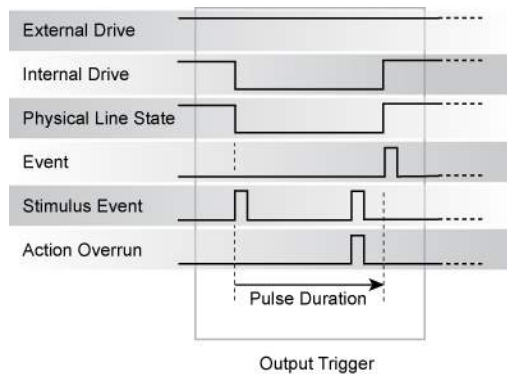 External Drive
Internal Drive
Physical Line State
Event
Stimulus Event
Action Overrun
Pulse Duration
Output Trigger